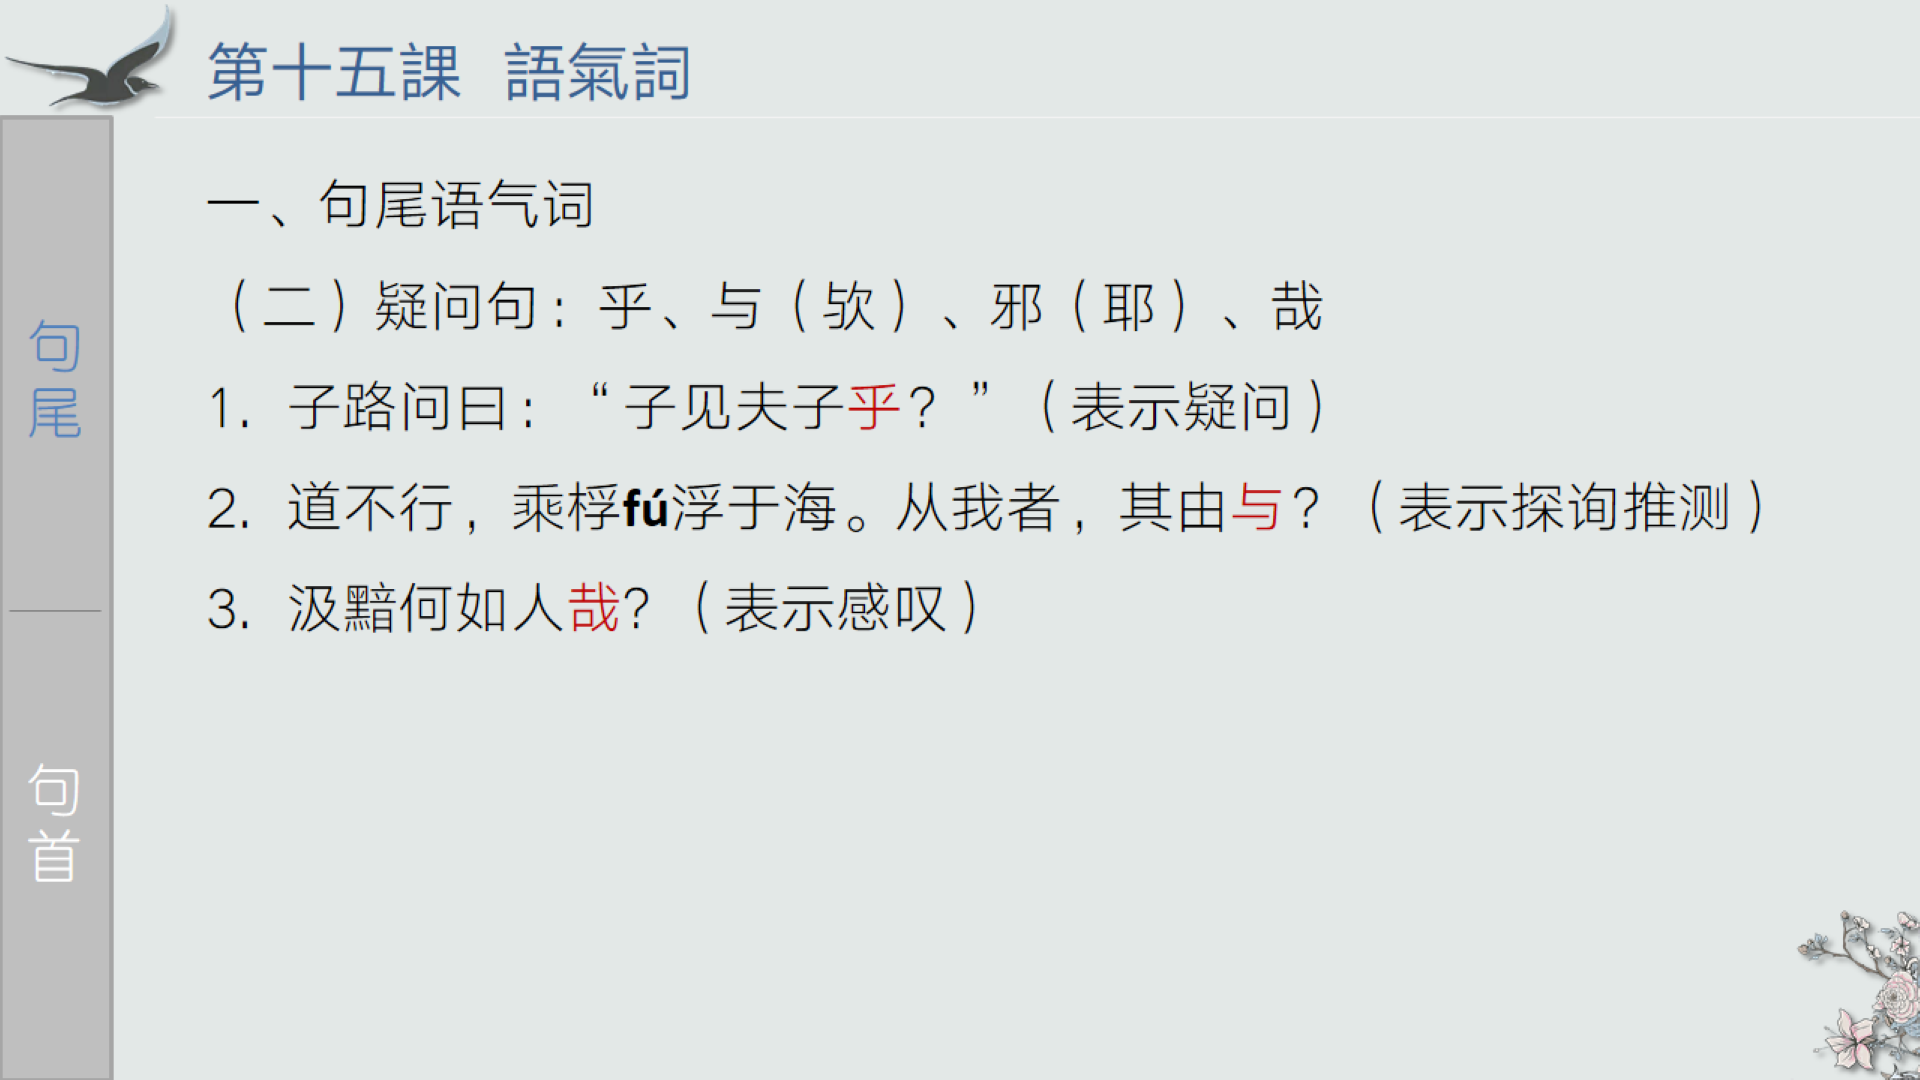 第十五課 語氣詞
一、句尾语气词
（二）疑问句：乎、与（欤）、邪（耶）、哉
1. 子路问曰：“子见夫子乎？”（表示疑问）
2. 道不行，乘桴fú浮于海。从我者，其由与？（表示探询推测）
3. 汲黯何如人哉？（表示感叹）
句尾
句首